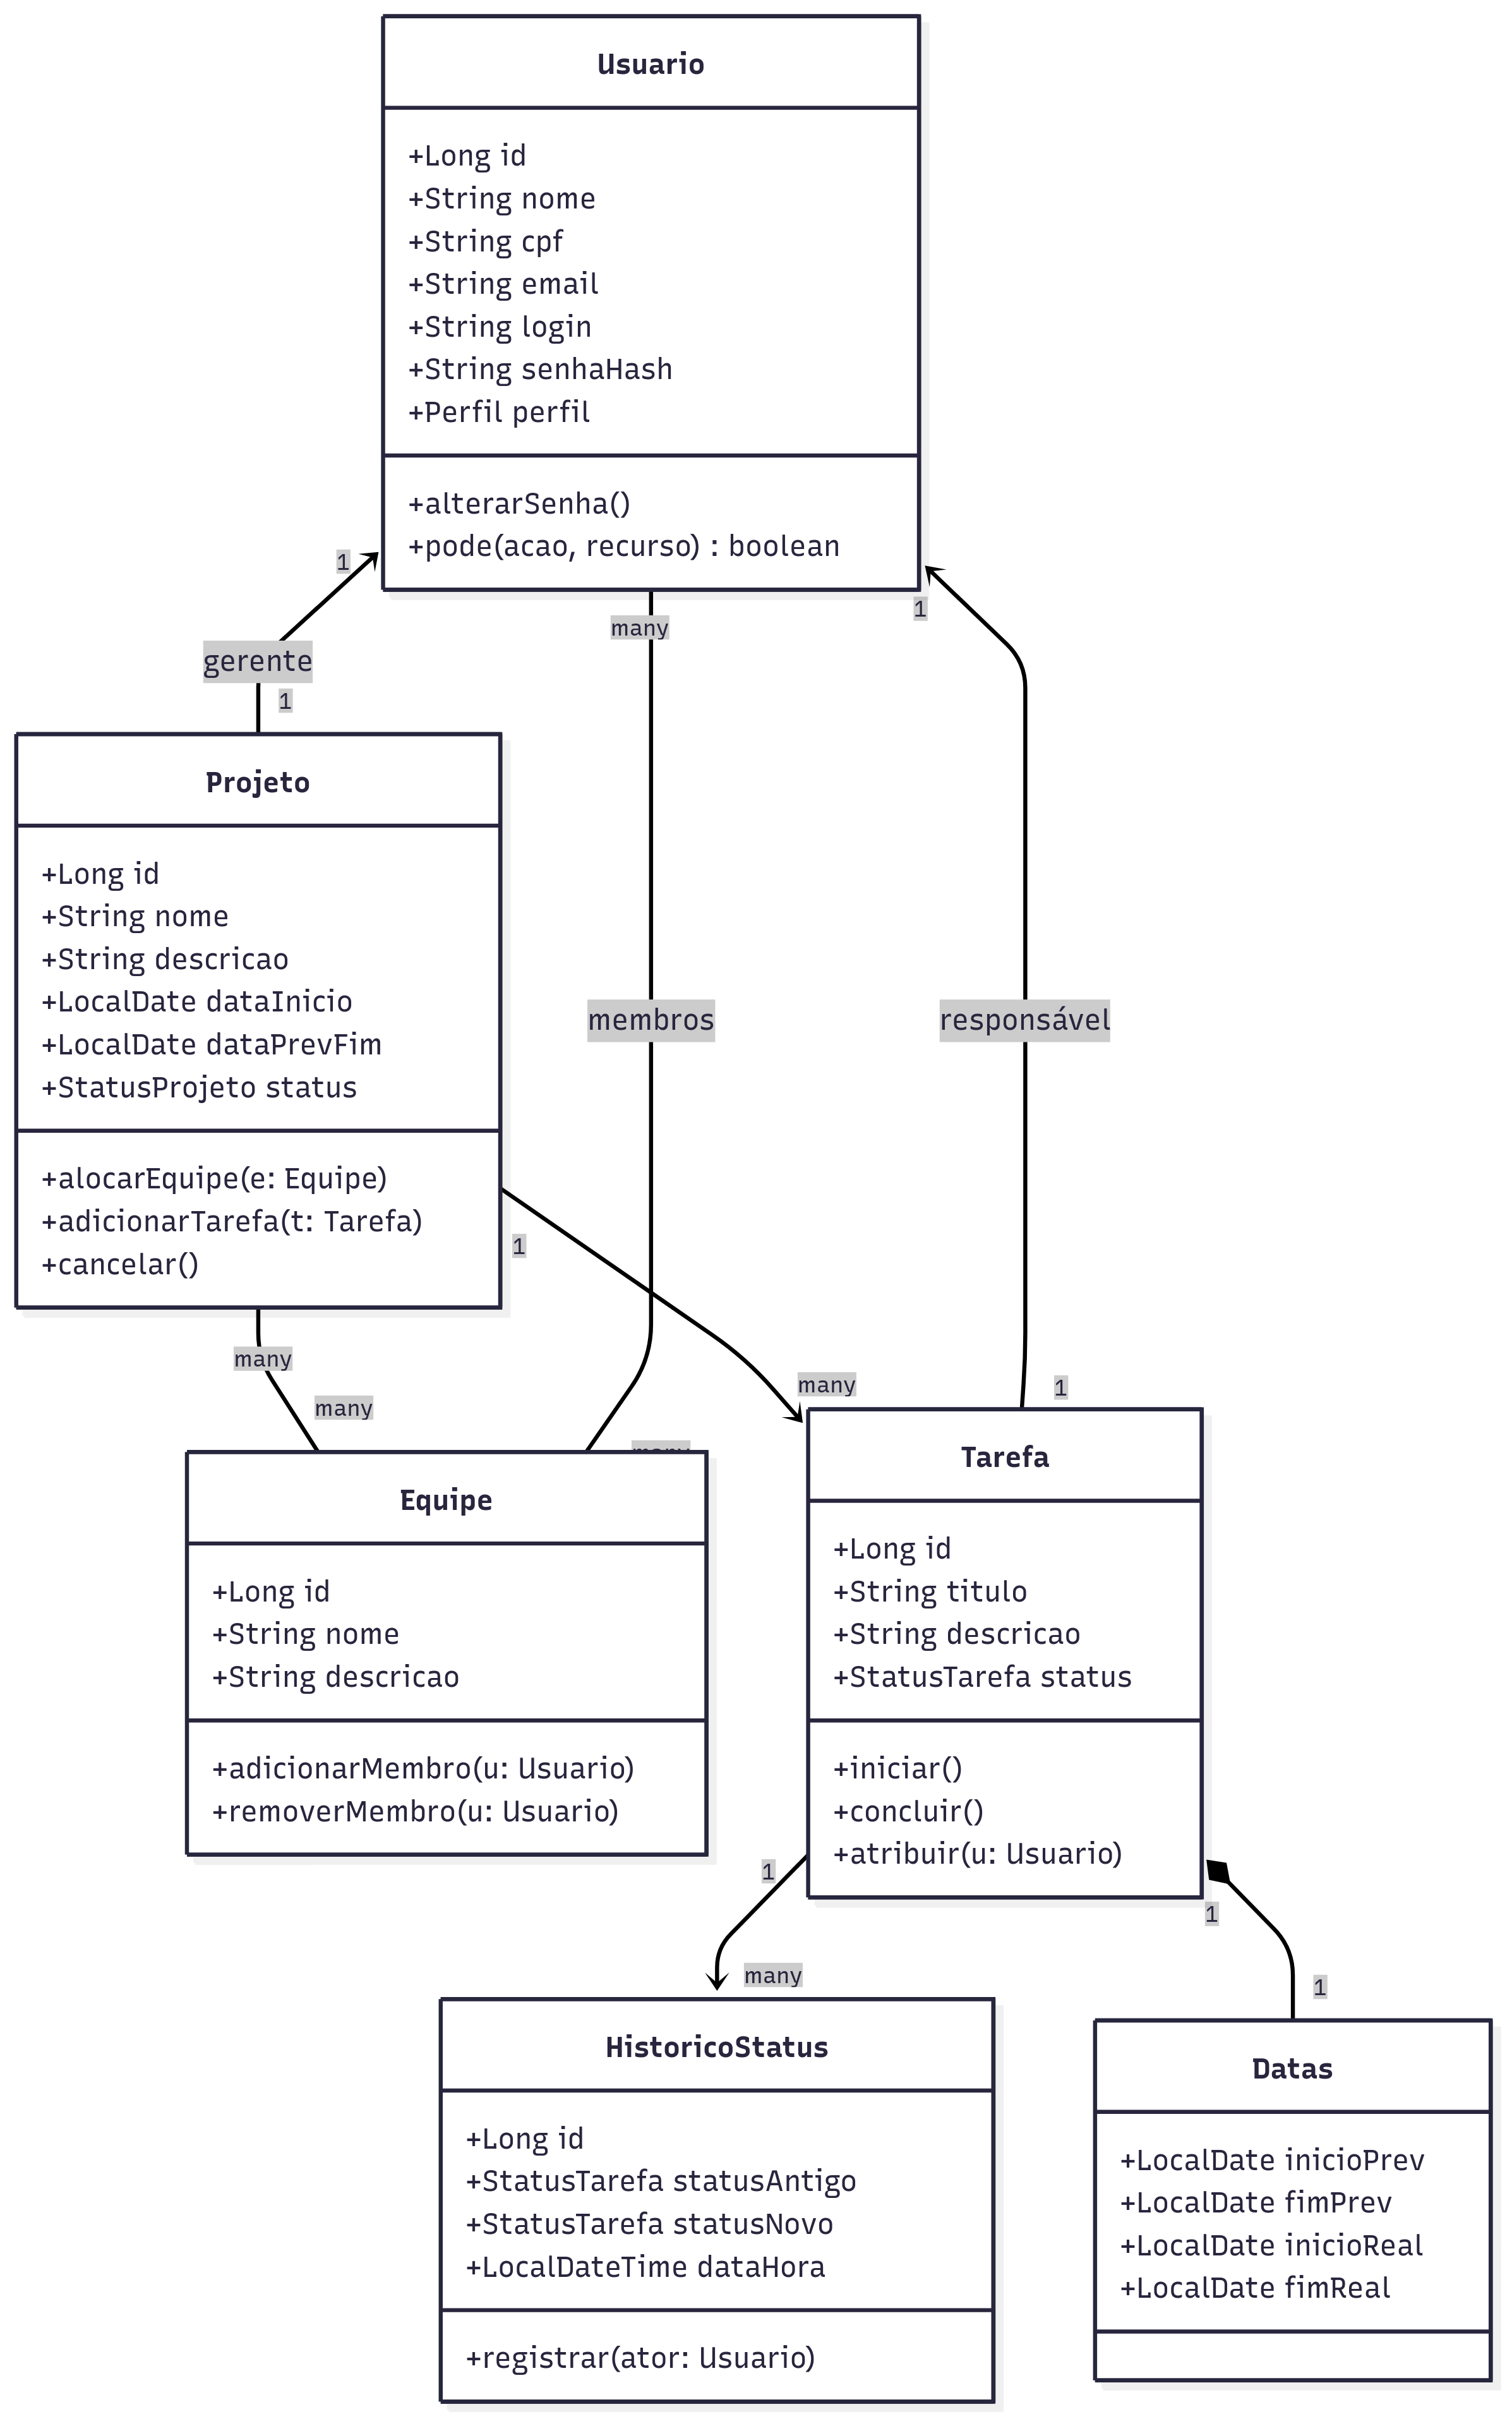 Usuario
+Long id
+String nome
+String cpf
+String email
+String login
+String senhaHash
+Perfil perfil
+alterarSenha()
+pode(acao, recurso) : boolean
1
gerente
1
many
1
Projeto
+Long id
+String nome
+String descricao
+LocalDate dataInicio
+LocalDate dataPrevFim
+StatusProjeto status
+alocarEquipe(e: Equipe)
+adicionarTarefa(t: Tarefa)
+cancelar()
membros
responsável
1
many
many
many
1
many
Equipe
+Long id
+String nome
+String descricao
+adicionarMembro(u: Usuario)
+removerMembro(u: Usuario)
Tarefa
+Long id
+String titulo
+String descricao
+StatusTarefa status
+iniciar()
+concluir()
+atribuir(u: Usuario)
1
many
1
1
HistoricoStatus
+Long id
+StatusTarefa statusAntigo
+StatusTarefa statusNovo
+LocalDateTime dataHora
+registrar(ator: Usuario)
Datas
+LocalDate inicioPrev
+LocalDate fimPrev
+LocalDate inicioReal
+LocalDate fimReal